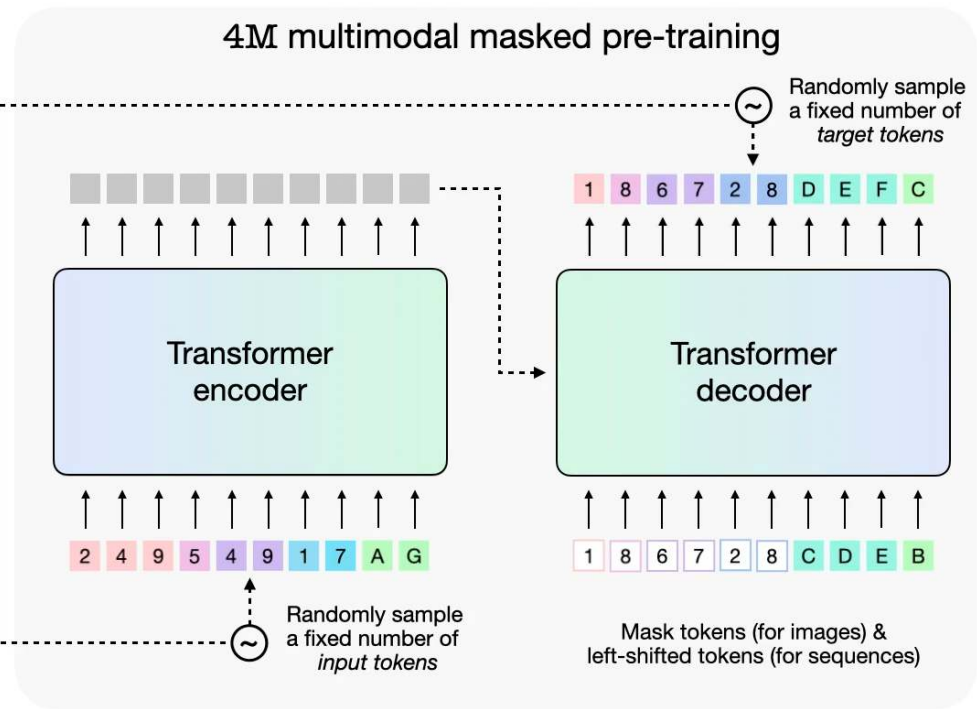 4M multimodal masked pre-training
Randomly sample
a fixed number of
target tokens
~
1 8 6 7 2 8 D E F C
Transformer
encoder
Transformer
decoder
2 4 9 5 4 9 1 7 A G
1 8 6 7 2 8 C D E B
~
Randomly sample
a fixed number of
input tokens
Mask tokens (for images) &
left-shifted tokens (for sequences)